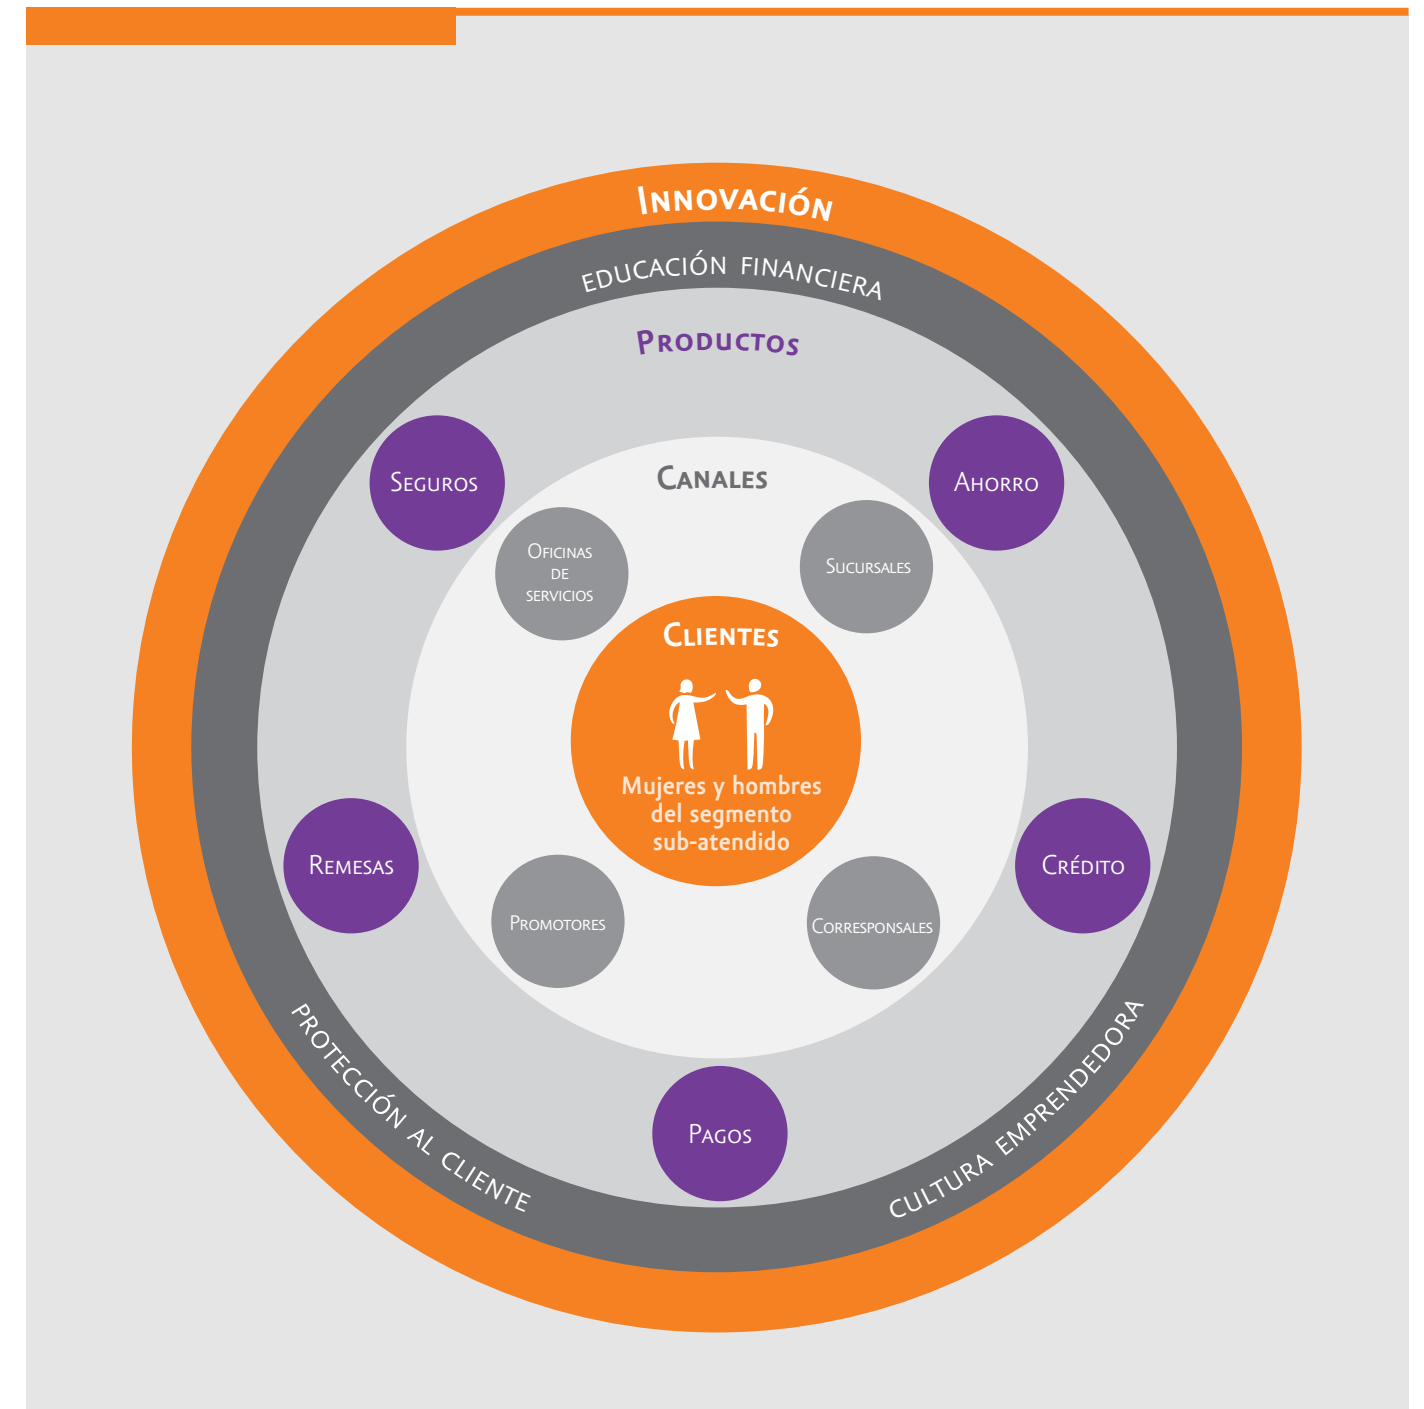 Innovación
EDUCACIÓN FINANCIERA
Productos
Seguros
Ahorro
Canales
Oficinas
de
servicios
Sucursales
Clientes
Mujeres y hombres
del segmento
sub-atendido
Remesas
Crédito
Promotores
Corresponsales
PROTECCIÓN AL CLIENTE
CULTURA EMPRENDEDORA
Pagos